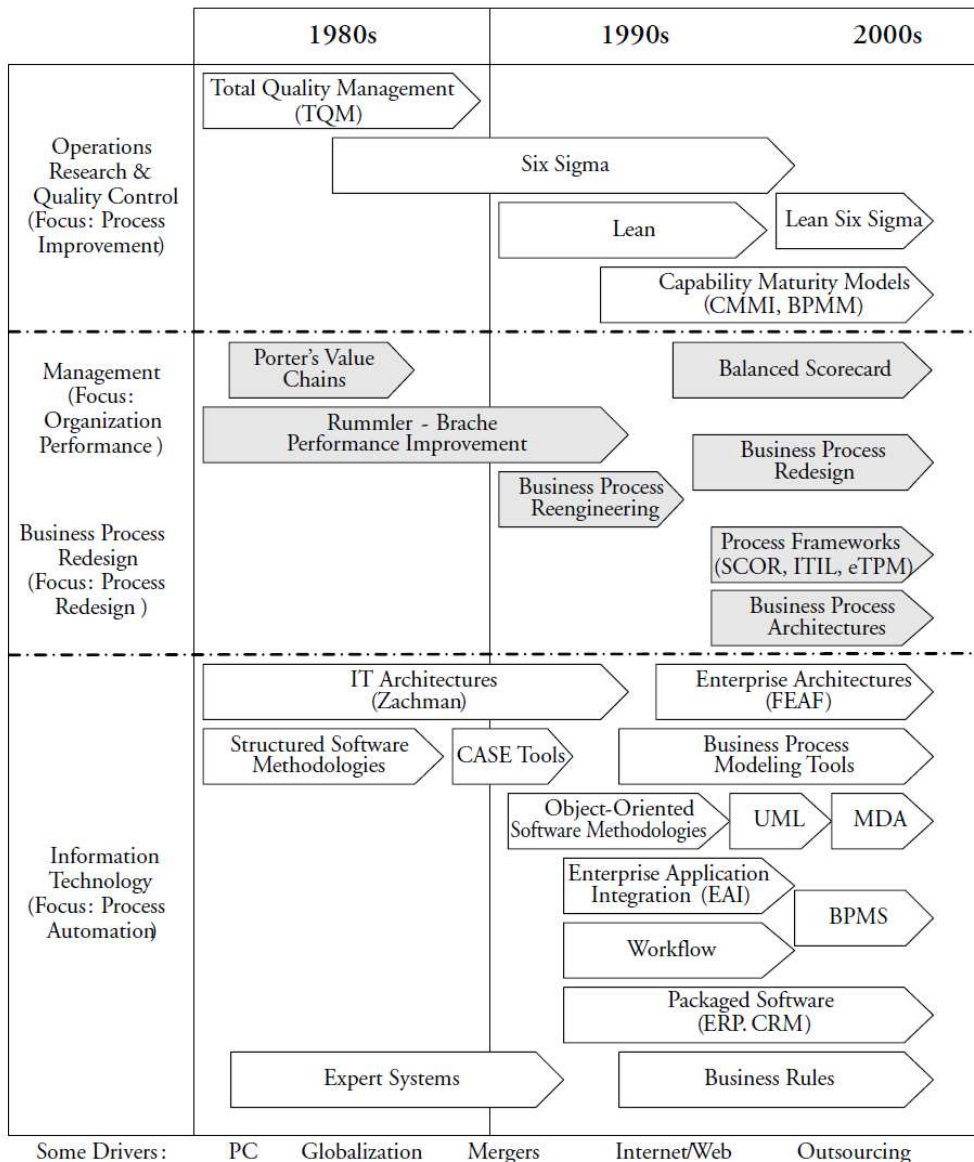 1980s 1990s 2000s
Operations
Research &
Quality Control
(Focus: Process
Improvement)
Total Quality Management
(TQM)
Six Sigma
Lean
Lean Six Sigma
Capability Maturity Models
(CMMI, BPMM)
Management
(Focus:
Organization
Performance )
Porter's Value
Chains
Balanced Scorecard
Rummler - Brache
Performance Improvement
Business Process
Redesign
Business Process
Reengineering
Business Process
Redesign
(Focus: Process
Redesign )
Process Frameworks
(SCOR, ITIL, eTPM)
Business Process
Architectures
Information
Technology
(Focus: Process
Automation)
IT Architectures
(Zachman)
Enterprise Architectures
(FEAF)
Structured Software
Methodologies
CASE Tools
Business Process
Modeling Tools
Object-Oriented
Software Methodologies
UML
MDA
Enterprise Application
Integration (EAI)
BPMS
Workflow
Packaged Software
(ERP. CRM)
Expert Systems
Business Rules
Some Drivers: PC Globalization Mergers Internet/Web Outsourcing